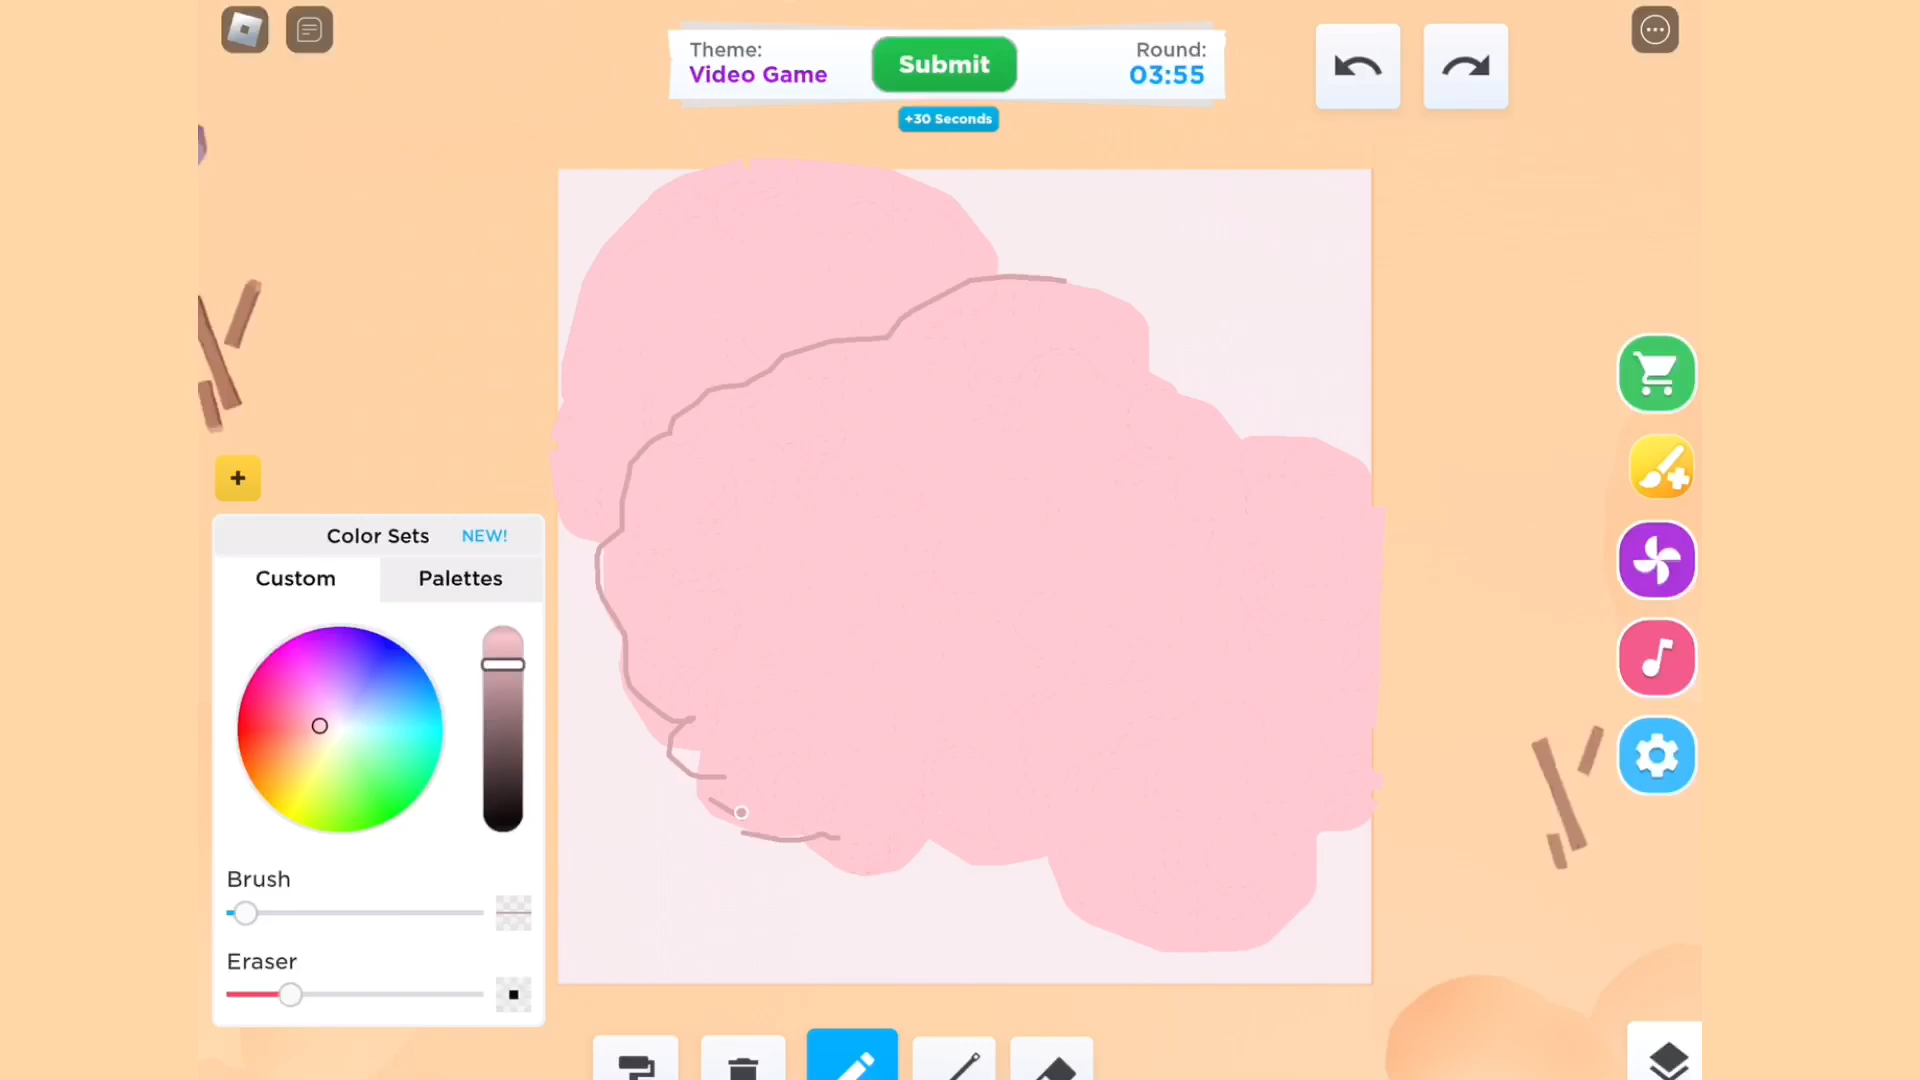 Theme:
Video Game
Submit
Round:
03:55
+30 Seconds
+
Color Sets NEW!
Custom
Palettes
Brush
Eraser